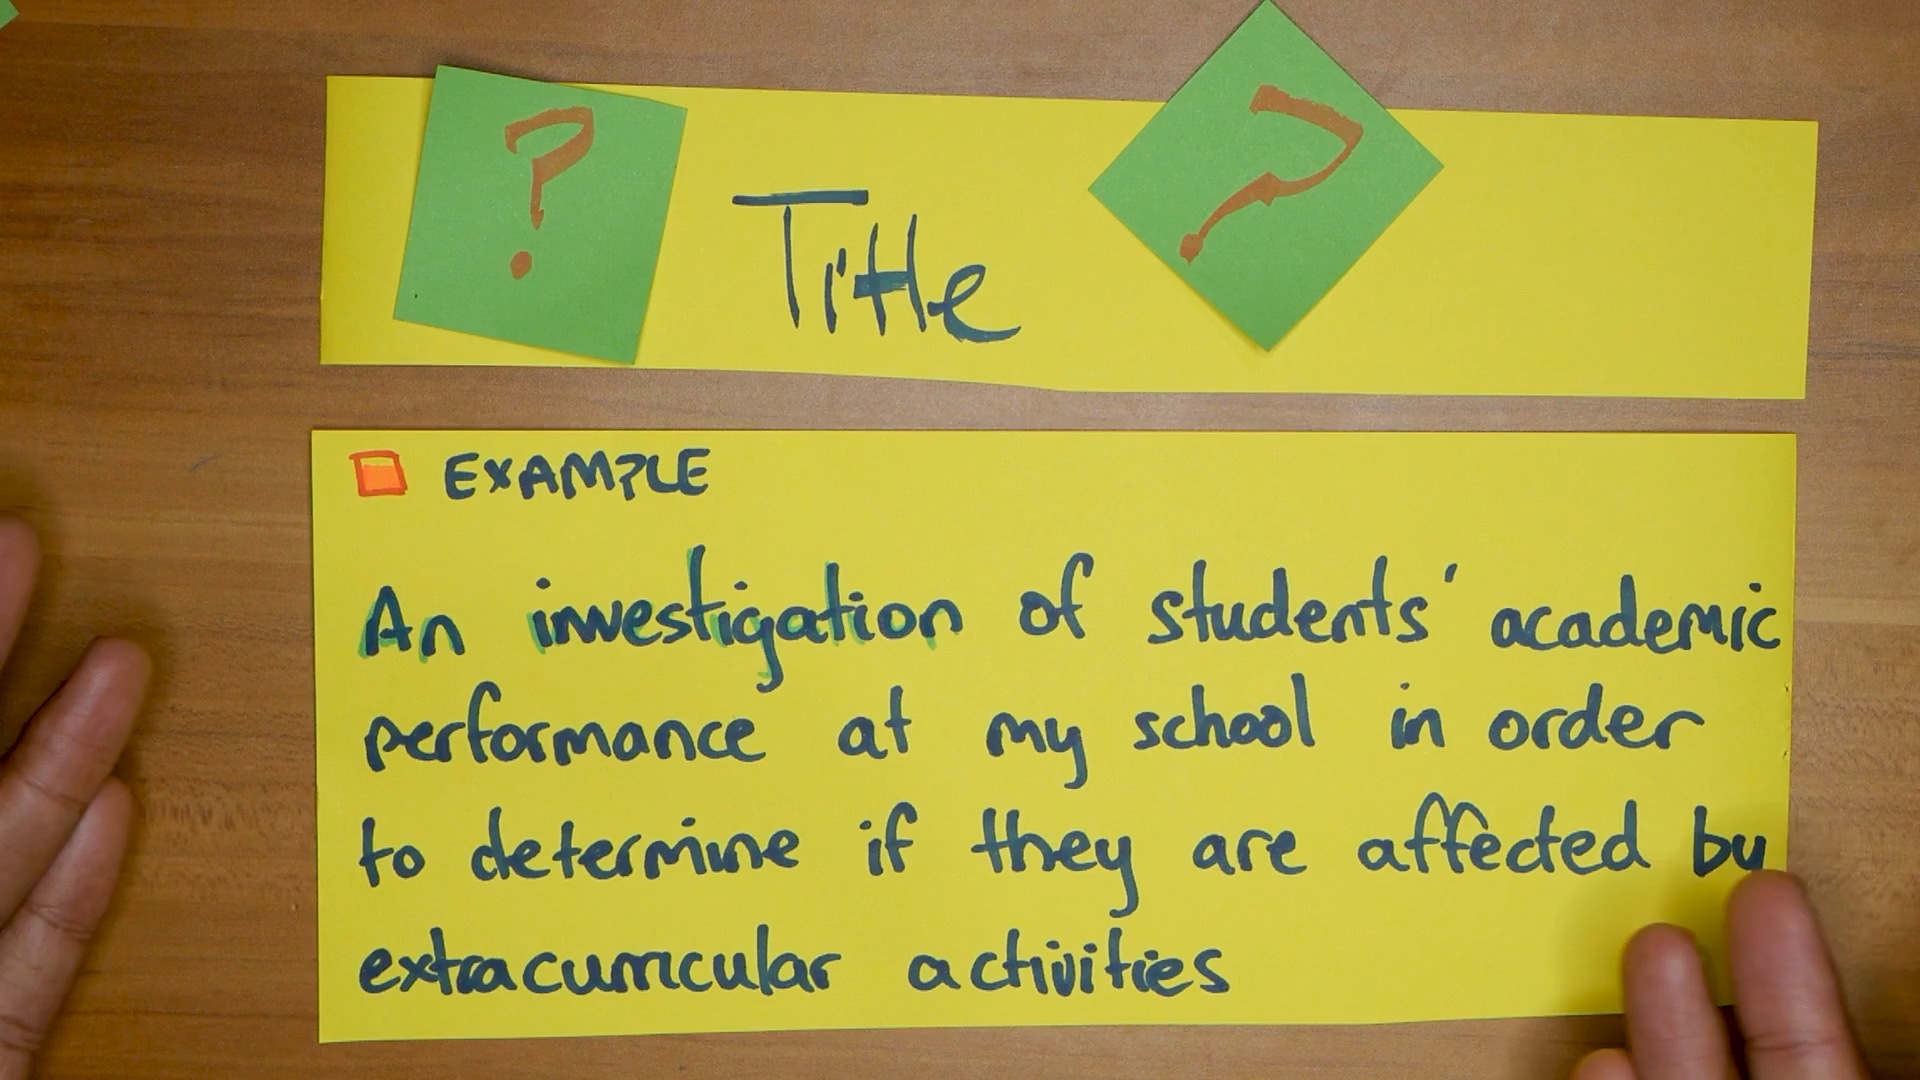 ? Title ?
EXAMPLE
An investigation of students' academic
performance at my school in order
to determine if they are affected by
extracurricular activities